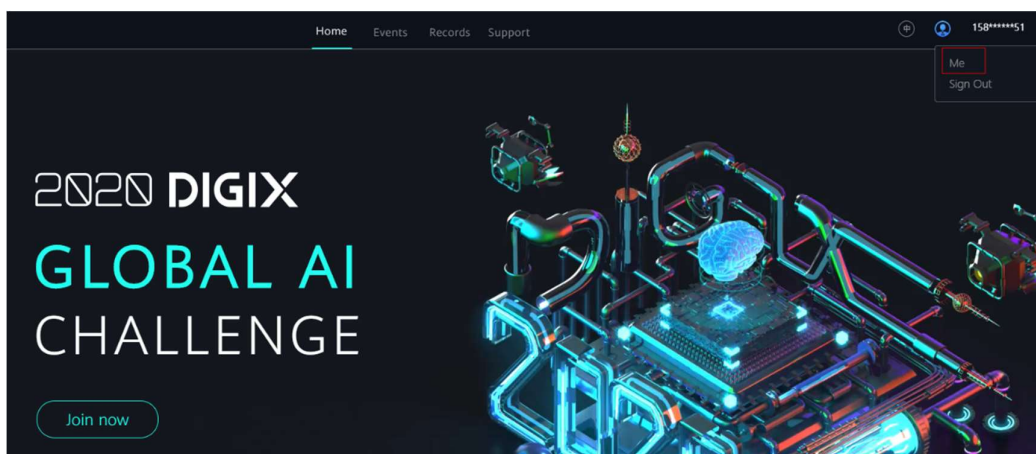 Home Events Records Support 中 158******51
Me
Sign Out
2020 DIGIX
GLOBAL AI
CHALLENGE
Join now